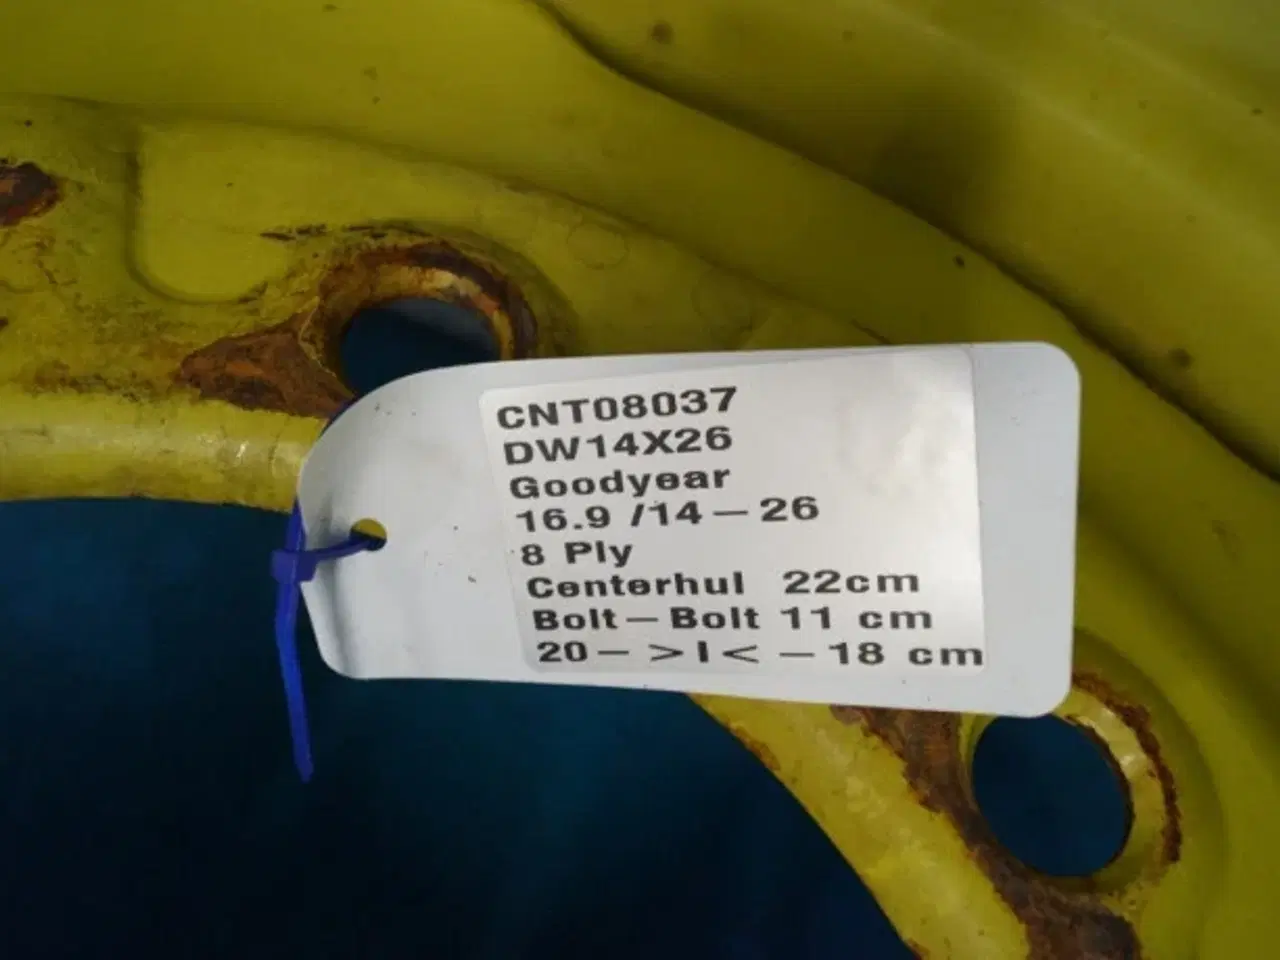 CNT08037
DW14X26
Goodyear
16.9 /14-26
8 Ply
Centerhul 22cm
Bolt-Bolt 11 cm
20- >I< -18 cm